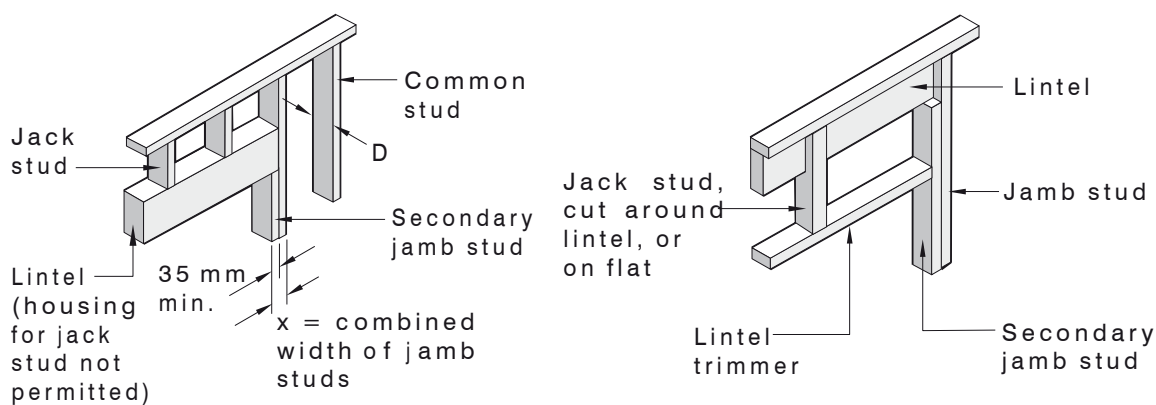 Common
stud
Jack
stud
D
Secondary
jamb stud
Lintel
(housing
for jack
stud not
permitted)
35 mm
min.
x = combined
width of jamb
studs
Lintel
Jack stud,
cut around
lintel, or
on flat
Jamb stud
Lintel
trimmer
Secondary
jamb stud